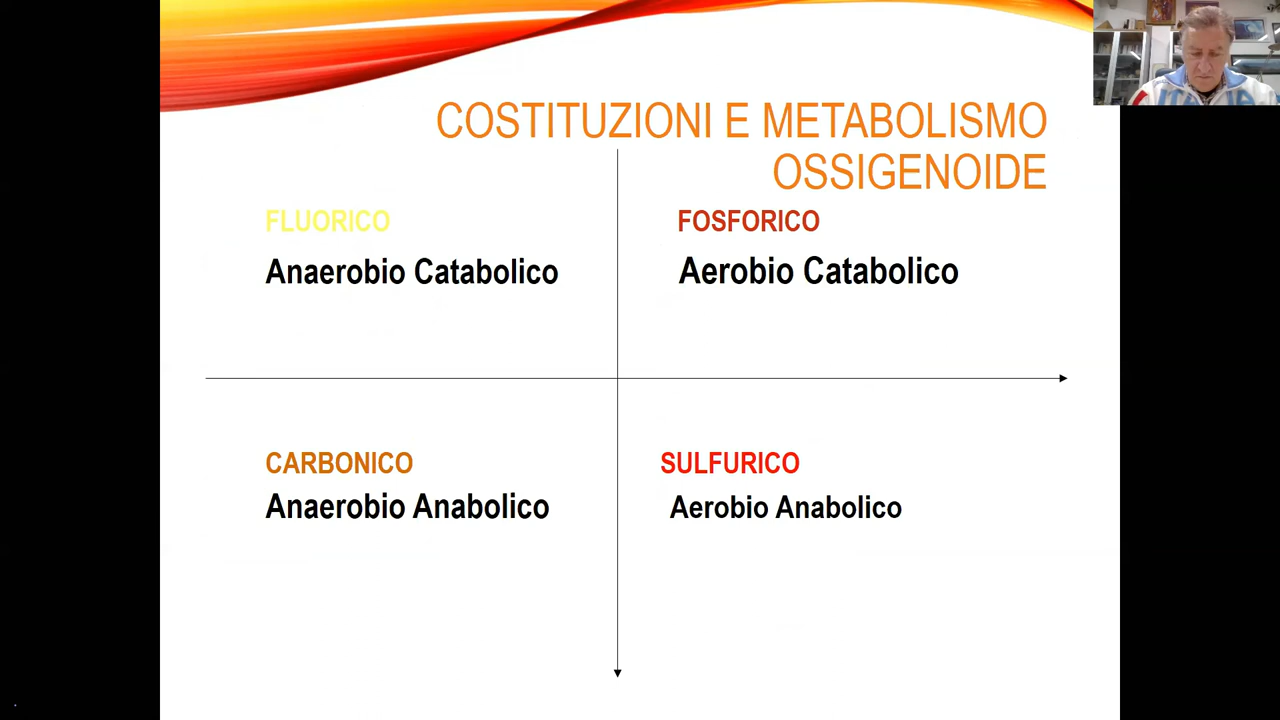 COSTITUZIONI E METABOLISMO
OSSIGENOIDE
FLUORICO
Anaerobio Catabolico
FOSFORICO
Aerobio Catabolico
CARBONICO
Anaerobio Anabolico
SULFURICO
Aerobio Anabolico